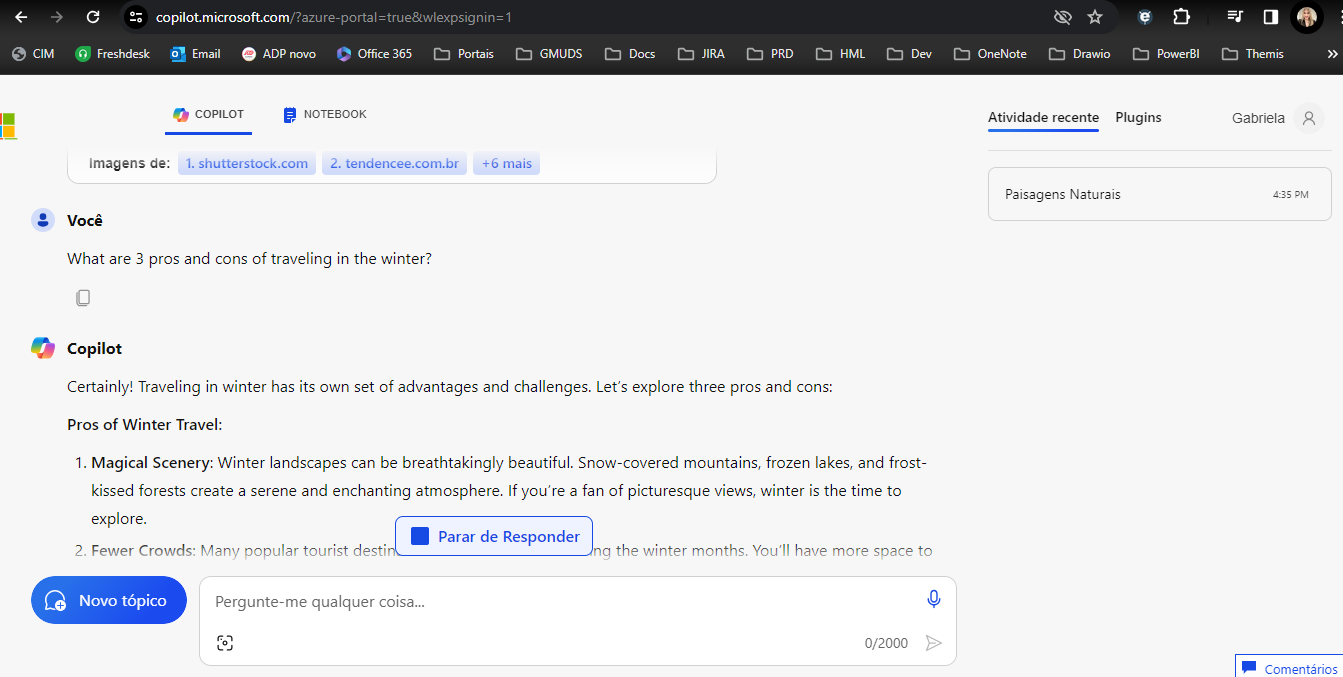 copilot.microsoft.com/?azure-portal=true&wlexpsignin=1
CIM Freshdesk Email ADP novo Office 365 Portais GMUDS Docs JIRA PRD HML Dev OneNote Drawio PowerBI Themis »
COPILOT NOTEBOOK
Atividade recente Plugins Gabriela
Imagens de: 1. shutterstock.com 2. tendencee.com.br +6 mais
Paisagens Naturais 4:35 PM
Você
What are 3 pros and cons of traveling in the winter?
Copilot
Certainly! Traveling in winter has its own set of advantages and challenges. Let’s explore three pros and cons:
Pros of Winter Travel:
1. Magical Scenery: Winter landscapes can be breathtakingly beautiful. Snow-covered mountains, frozen lakes, and frost-
kissed forests create a serene and enchanting atmosphere. If you’re a fan of picturesque views, winter is the time to
explore.
Parar de Responder
2. Fewer Crowds: Many popular tourist destin ng the winter months. You’ll have more space to
Novo tópico
Pergunte-me qualquer coisa...
0/2000
Comentários